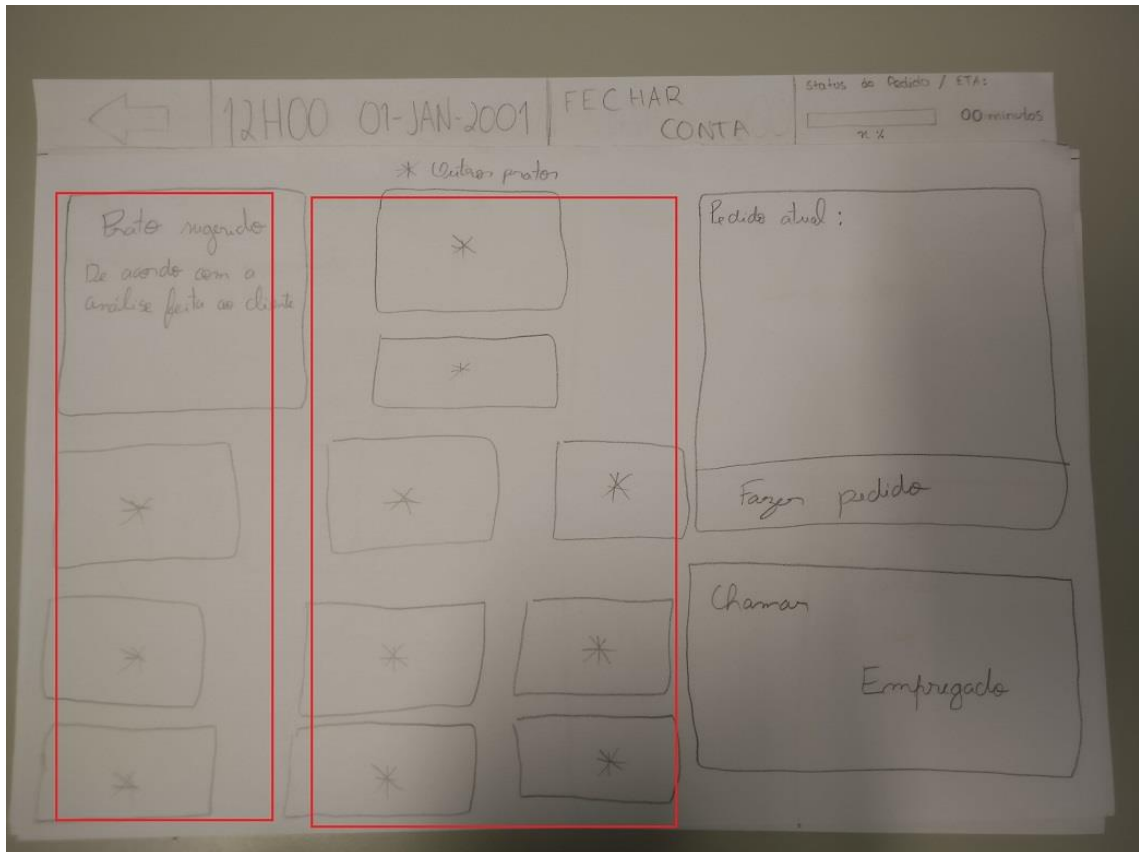 12H00 01-JAN-2001
FECHAR
CONTA
Status do Pedido / ETA:
n %
00 minutos
* Outros pratos
Prato sugerido
De acordo com a
análise feita ao cliente
*
*
*
*
*
*
*
*
*
*
*
Pedido atual :
Fazer pedido
Chamar
Empregado